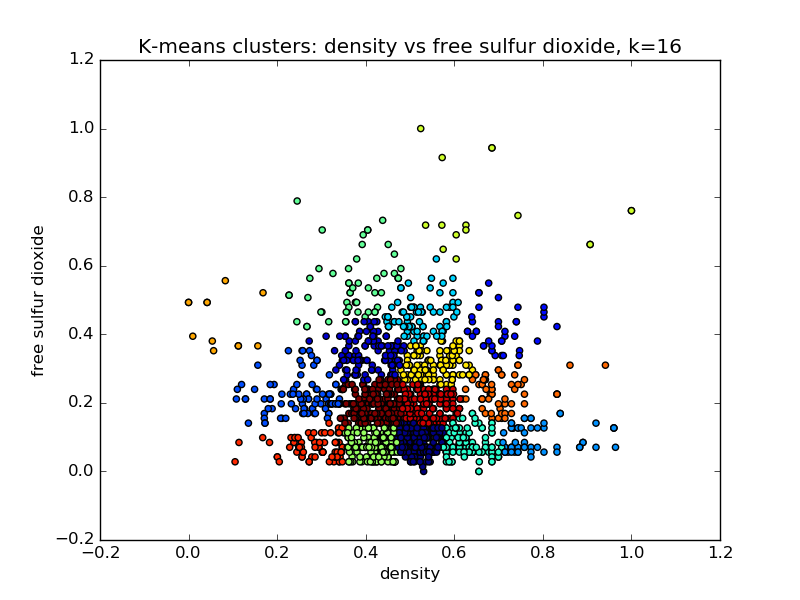 K-means clusters: density vs free sulfur dioxide, k=16
1.2
1.0
0.8
0.6
0.4
0.2
0.0
−0.2
free sulfur dioxide
−0.2 0.0 0.2 0.4 0.6 0.8 1.0 1.2
density